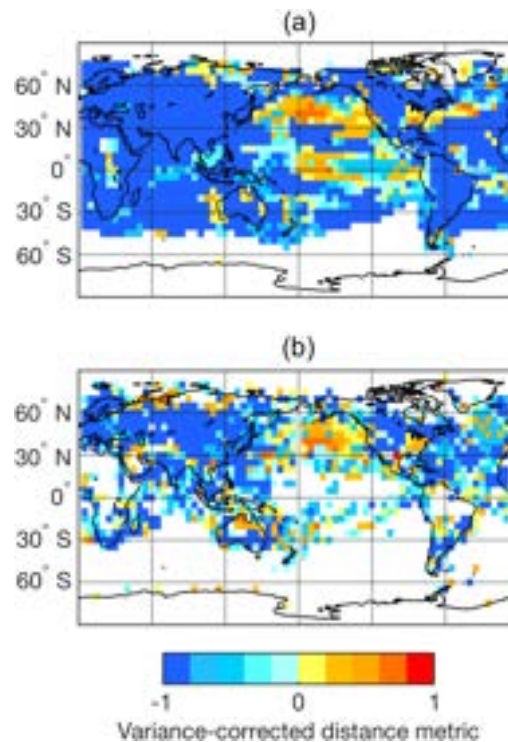 (a)
60° N
30° N
0°
30° S
60° S
(b)
60° N
30° N
0°
30° S
60° S
-1 0 1
Variance-corrected distance metric